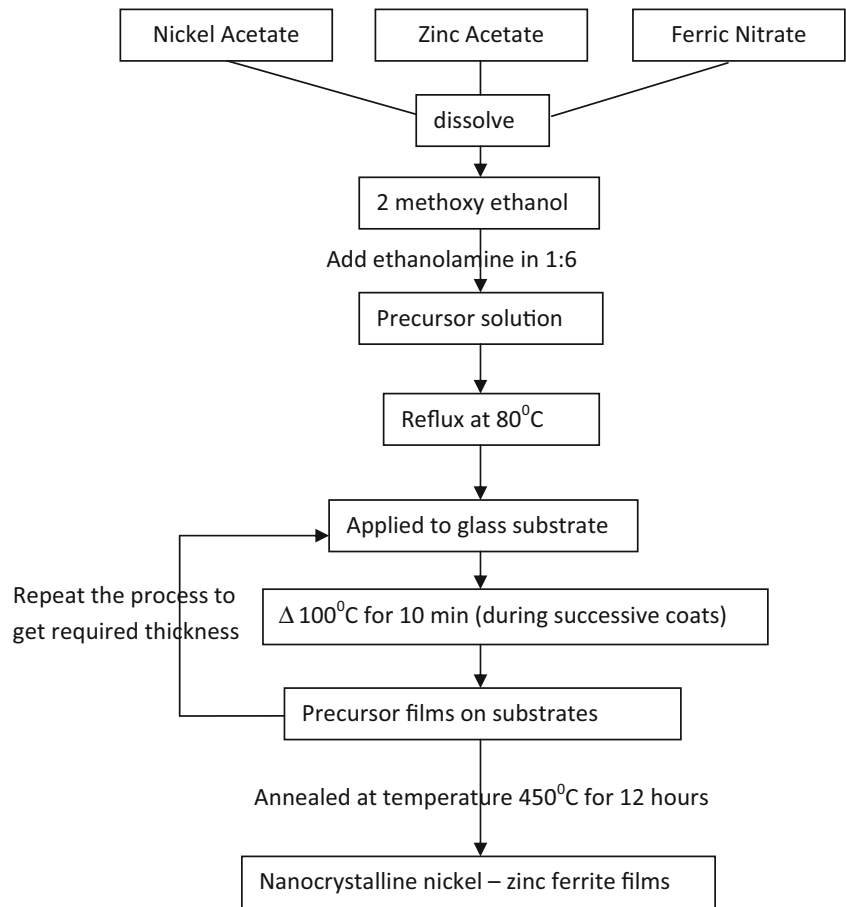 Nickel Acetate
Zinc Acetate
Ferric Nitrate
dissolve
2 methoxy ethanol
Add ethanolamine in 1:6
Precursor solution
Reflux at 80⁰C
Applied to glass substrate
Repeat the process to
get required thickness
Δ 100⁰C for 10 min (during successive coats)
Precursor films on substrates
Annealed at temperature 450⁰C for 12 hours
Nanocrystalline nickel – zinc ferrite films